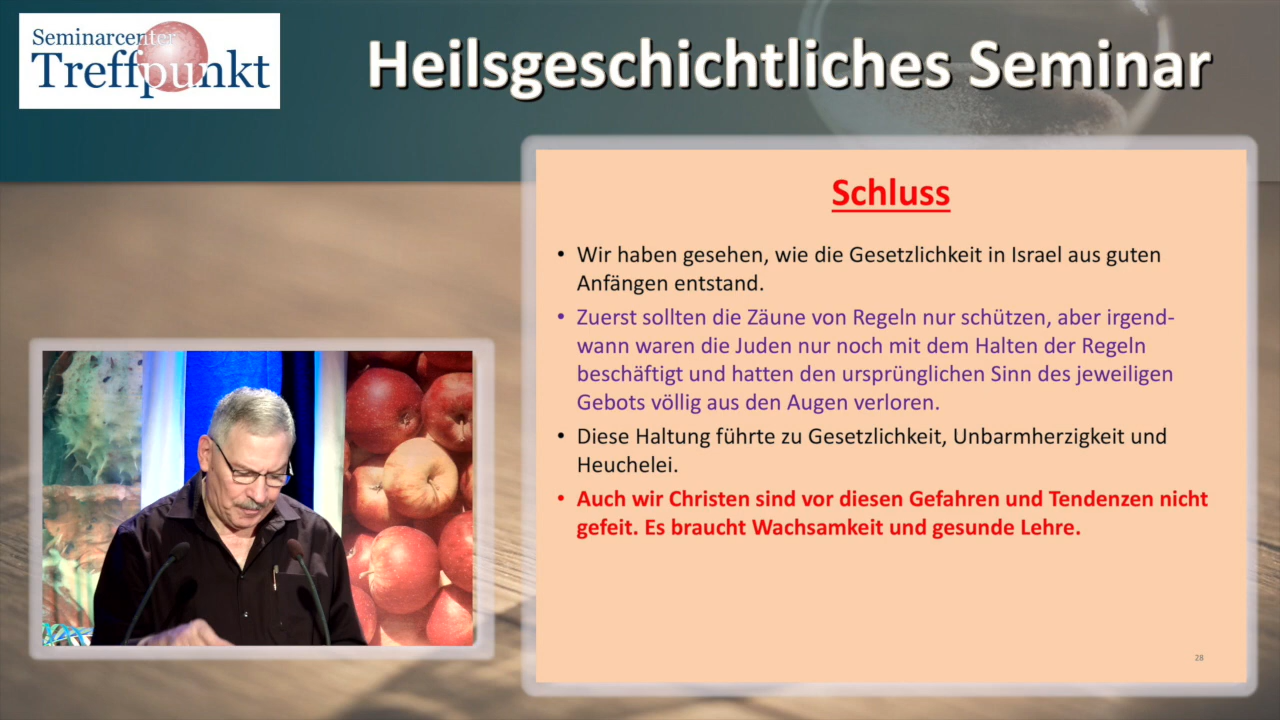 Seminarcenter
Treffpunkt
Heilsgeschichtliches Seminar
Schluss
• Wir haben gesehen, wie die Gesetzlichkeit in Israel aus guten
Anfängen entstand.
• Zuerst sollten die Zäune von Regeln nur schützen, aber irgend-
wann waren die Juden nur noch mit dem Halten der Regeln
beschäftigt und hatten den ursprünglichen Sinn des jeweiligen
Gebots völlig aus den Augen verloren.
• Diese Haltung führte zu Gesetzlichkeit, Unbarmherzigkeit und
Heuchelei.
• Auch wir Christen sind vor diesen Gefahren und Tendenzen nicht
gefeit. Es braucht Wachsamkeit und gesunde Lehre.
28